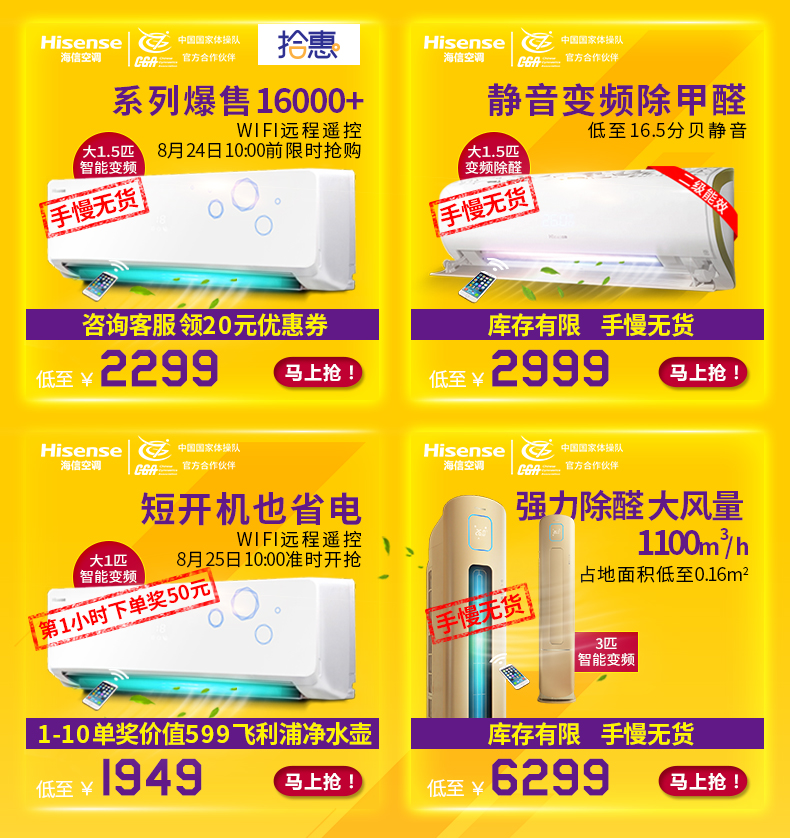 Hisense
海信空调
CGA
中国国家体操队
官方合作伙伴
拾惠
系列爆售16000+
WIFI远程遥控
8月24日10:00前限时抢购
大1.5匹
智能变频
手慢无货
咨询客服 领20元优惠券
低至 ¥ 2299
马上抢！
Hisense
海信空调
CGA
中国国家体操队
官方合作伙伴
静音变频除甲醛
低至16.5分贝静音
大1.5匹
变频除醛
手慢无货
二级能效
库存有限 手慢无货
低至 ¥ 2999
马上抢！
Hisense
海信空调
CGA
中国国家体操队
官方合作伙伴
短开机也省电
WIFI远程遥控
8月25日10:00准时开抢
大1匹
智能变频
第1小时下单奖50元
1-10单奖价值599飞利浦净水壶
低至 ¥ 1949
马上抢！
Hisense
海信空调
CGA
中国国家体操队
官方合作伙伴
强力除醛 大风量
1100m³/h
占地面积低至0.16m²
手慢无货
3匹
智能变频
库存有限 手慢无货
低至 ¥ 6299
马上抢！